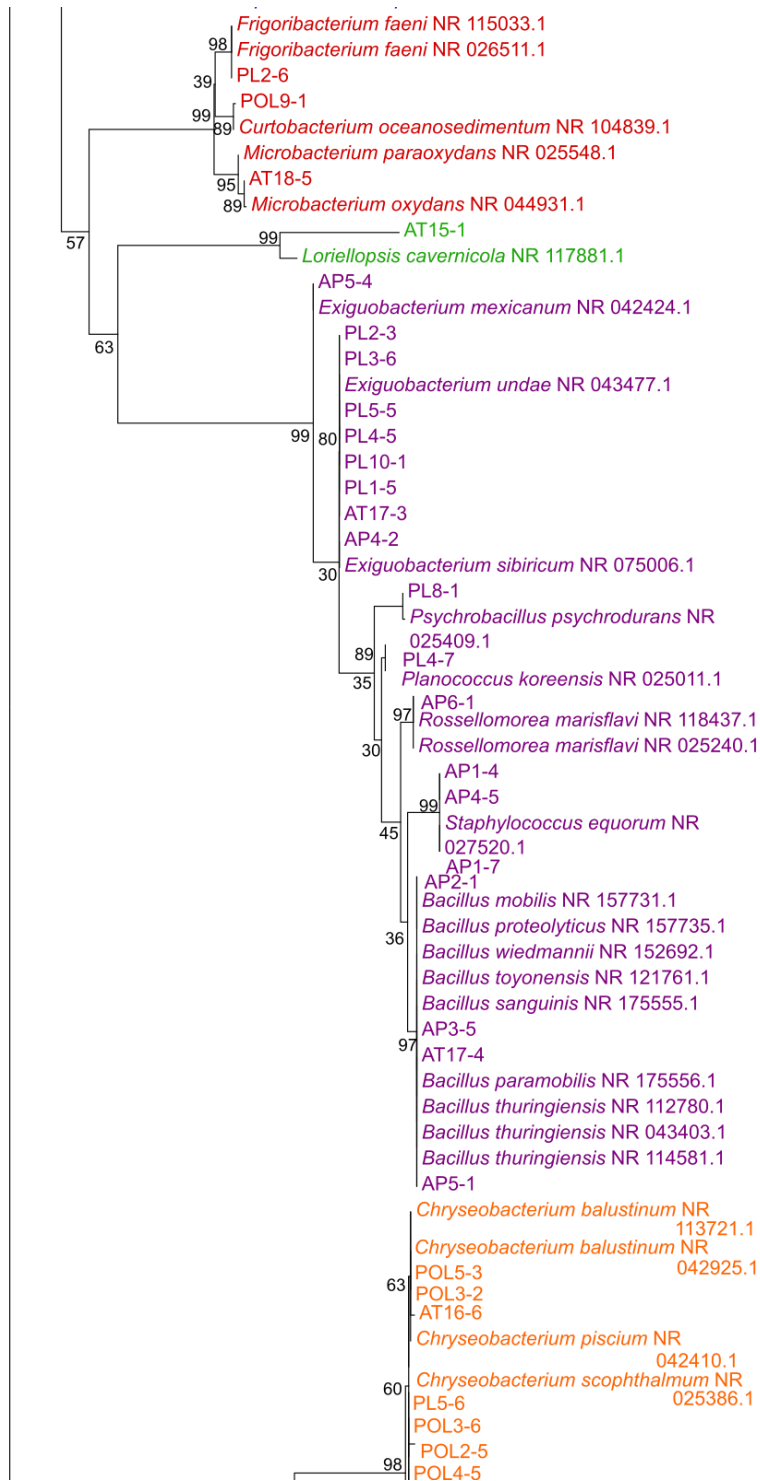 Frigoribacterium faeni NR 115033.1
98
Frigoribacterium faeni NR 026511.1
PL2-6
39
POL9-1
99
89
Curtobacterium oceanosedimentum NR 104839.1
Microbacterium paraoxydans NR 025548.1
AT18-5
95
89
Microbacterium oxydans NR 044931.1
57
AT15-1
99
Loriellopsis cavernicola NR 117881.1
AP5-4
Exiguobacterium mexicanum NR 042424.1
PL2-3
63
PL3-6
Exiguobacterium undae NR 043477.1
PL5-5
99
80
PL4-5
PL10-1
PL1-5
AT17-3
AP4-2
Exiguobacterium sibiricum NR 075006.1
30
PL8-1
Psychrobacillus psychrodurans NR
025409.1
89
PL4-7
35
Planococcus koreensis NR 025011.1
AP6-1
97
Rossellomorea marisflavi NR 118437.1
30
Rossellomorea marisflavi NR 025240.1
AP1-4
AP4-5
99
Staphylococcus equorum NR
45
027520.1
AP1-7
AP2-1
Bacillus mobilis NR 157731.1
Bacillus proteolyticus NR 157735.1
36
Bacillus wiedmannii NR 152692.1
Bacillus toyonensis NR 121761.1
Bacillus sanguinis NR 175555.1
AP3-5
97
AT17-4
Bacillus paramobilis NR 175556.1
Bacillus thuringiensis NR 112780.1
Bacillus thuringiensis NR 043403.1
Bacillus thuringiensis NR 114581.1
AP5-1
Chryseobacterium balustinum NR
113721.1
Chryseobacterium balustinum NR
042925.1
POL5-3
63
POL3-2
AT16-6
Chryseobacterium piscium NR
042410.1
Chryseobacterium scophthalmum NR
60
025386.1
PL5-6
POL3-6
POL2-5
98
POL4-5